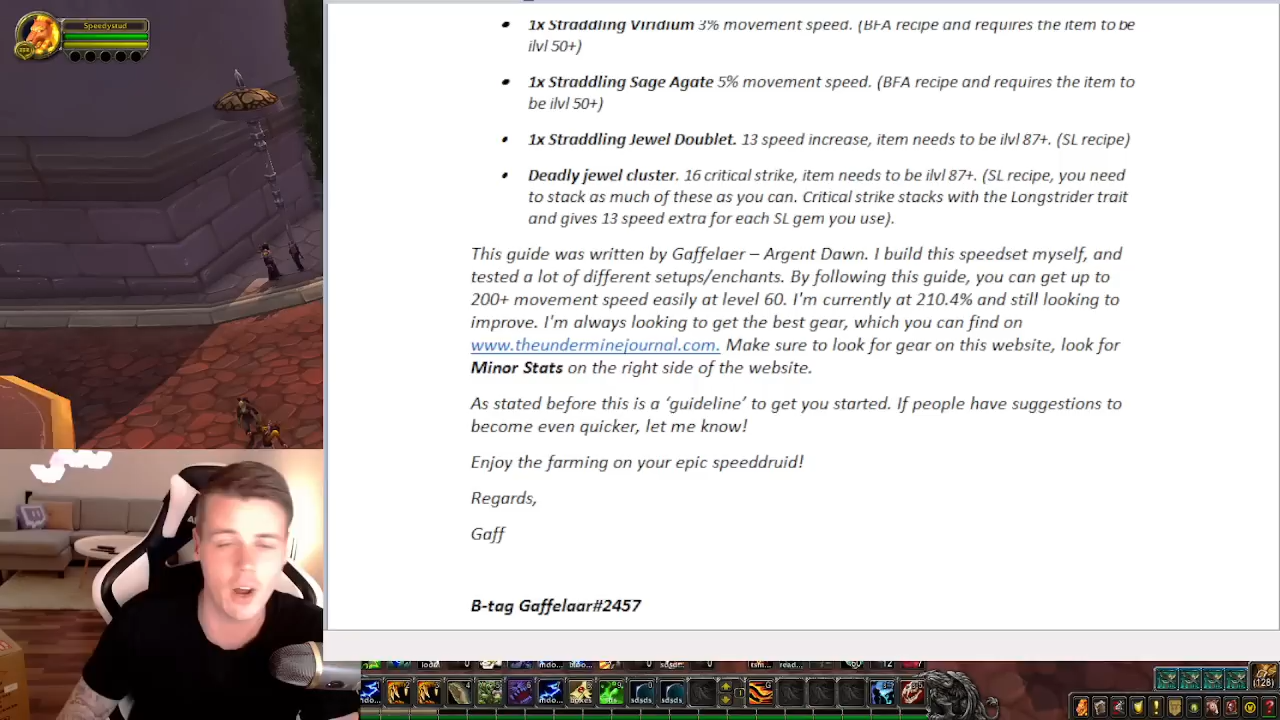 Speedystud
• 1x Straddling Viridium 3% movement speed. (BFA recipe and requires the item to be
ilvl 50+)
• 1x Straddling Sage Agate 5% movement speed. (BFA recipe and requires the item to
be ilvl 50+)
• 1x Straddling Jewel Doublet. 13 speed increase, item needs to be ilvl 87+. (SL recipe)
• Deadly jewel cluster. 16 critical strike, item needs to be ilvl 87+. (SL recipe, you need
to stack as much of these as you can. Critical strike stacks with the Longstrider trait
and gives 13 speed extra for each SL gem you use).
This guide was written by Gaffelaer – Argent Dawn. I build this speedset myself, and
tested a lot of different setups/enchants. By following this guide, you can get up to
200+ movement speed easily at level 60. I'm currently at 210.4% and still looking to
improve. I'm always looking to get the best gear, which you can find on
www.theunderminejournal.com. Make sure to look for gear on this website, look for
Minor Stats on the right side of the website.
As stated before this is a ‘guideline’ to get you started. If people have suggestions to
become even quicker, let me know!
Enjoy the farming on your epic speeddruid!
Regards,
Gaff
B-tag Gaffelaar#2457
(128)